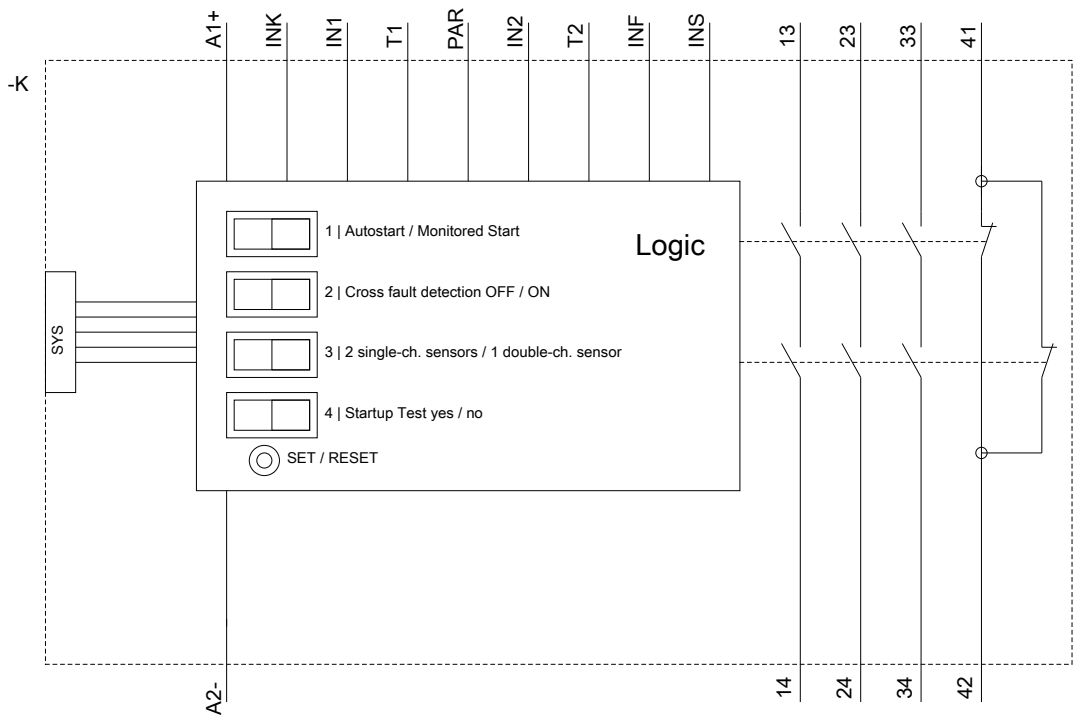 A1+ INK IN1 T1 PAR IN2 T2 INF INS 13 23 33 41
-K
1 | Autostart / Monitored Start
Logic
2 | Cross fault detection OFF / ON
SYS
3 | 2 single-ch. sensors / 1 double-ch. sensor
4 | Startup Test yes / no
SET / RESET
A2- 14 24 34 42